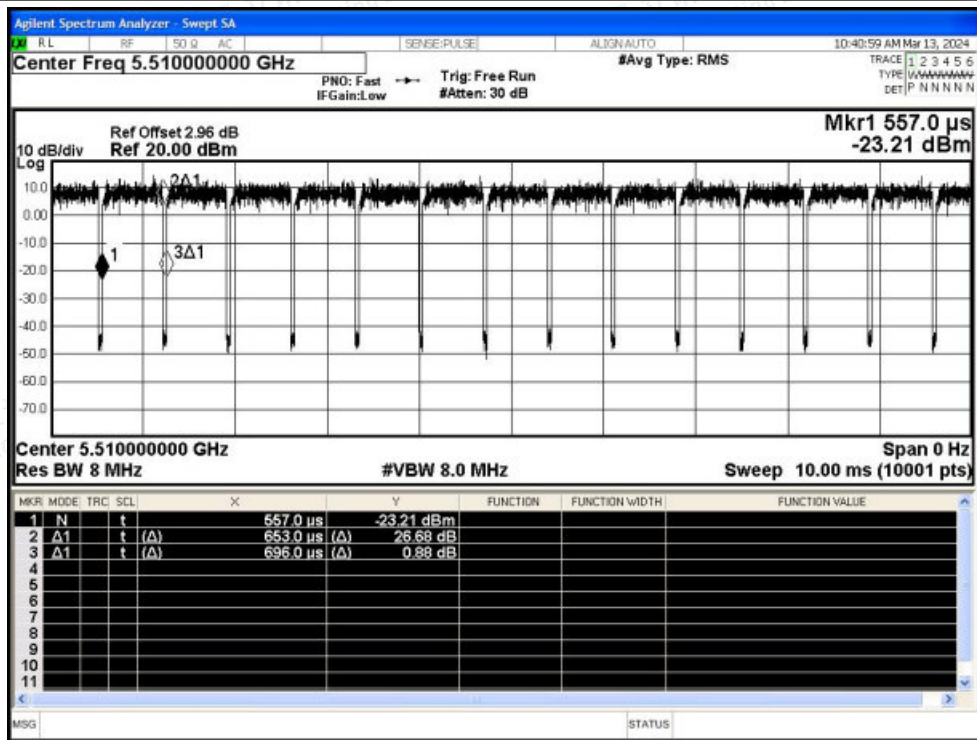 Agilent Spectrum Analyzer - Swept SA
LXI RL RF 50 Ω AC SENSE:PULSE ALIGNAUTO 10:40:59 AM Mar 13, 2024
Center Freq 5.510000000 GHz
PNO: Fast
IFGain:Low
Trig: Free Run
#Atten: 30 dB
#Avg Type: RMS
TRACE 1 2 3 4 5 6
TYPE WWWWWWW
DET P N N N N N
Mkr1 557.0 µs
-23.21 dBm
Ref Offset 2.96 dB
10 dB/div Ref 20.00 dBm
Log
10.0
0.00
-10.0
-20.0
-30.0
-40.0
-50.0
-60.0
-70.0
2Δ1
1
3Δ1
Center 5.510000000 GHz Span 0 Hz
Res BW 8 MHz #VBW 8.0 MHz Sweep 10.00 ms (10001 pts)
MKR MODE TRC SCL X Y FUNCTION FUNCTION WIDTH FUNCTION VALUE
1 N t 557.0 µs -23.21 dBm
2 Δ1 t (Δ) 653.0 µs (Δ) 26.68 dB
3 Δ1 t (Δ) 696.0 µs (Δ) 0.88 dB
4
5
6
7
8
9
10
11
MSG STATUS